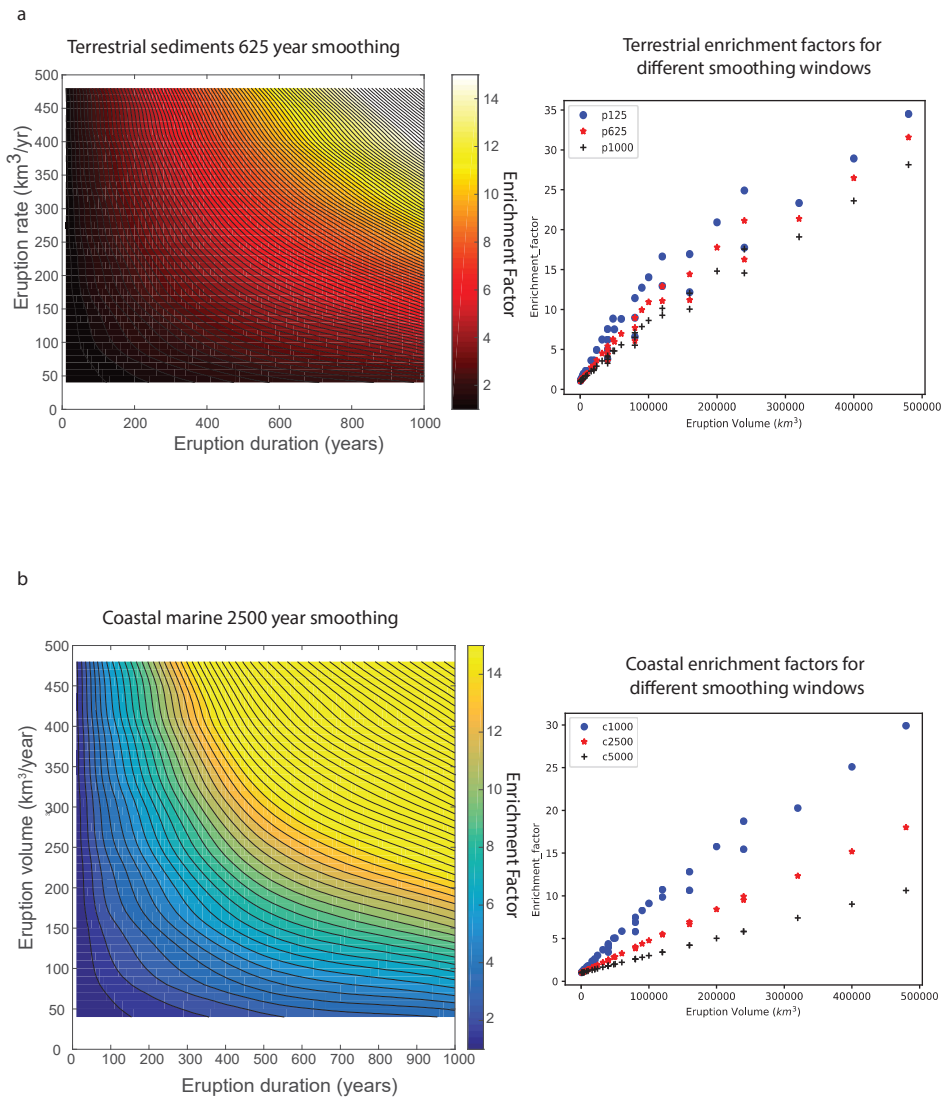 a
Terrestrial sediments 625 year smoothing
500
450
400
350
300
250
200
150
100
50
0
Eruption rate (km³/yr)
0 200 400 600 800 1000
Eruption duration (years)
14
12
10
8
6
4
2
Enrichment Factor
Terrestrial enrichment factors for
different smoothing windows
35
30
25
20
15
10
5
0
Enrichment_factor
p125
p625
p1000
0 100000 200000 300000 400000 500000
Eruption Volume (km³)
b
Coastal marine 2500 year smoothing
500
450
400
350
300
250
200
150
100
50
0
Eruption volume (km³/year)
0 100 200 300 400 500 600 700 800 900 1000
Eruption duration (years)
14
12
10
8
6
4
2
Enrichment Factor
Coastal enrichment factors for
different smoothing windows
30
25
20
15
10
5
0
Enrichment_factor
c1000
c2500
c5000
0 100000 200000 300000 400000 500000
Eruption Volume (km³)